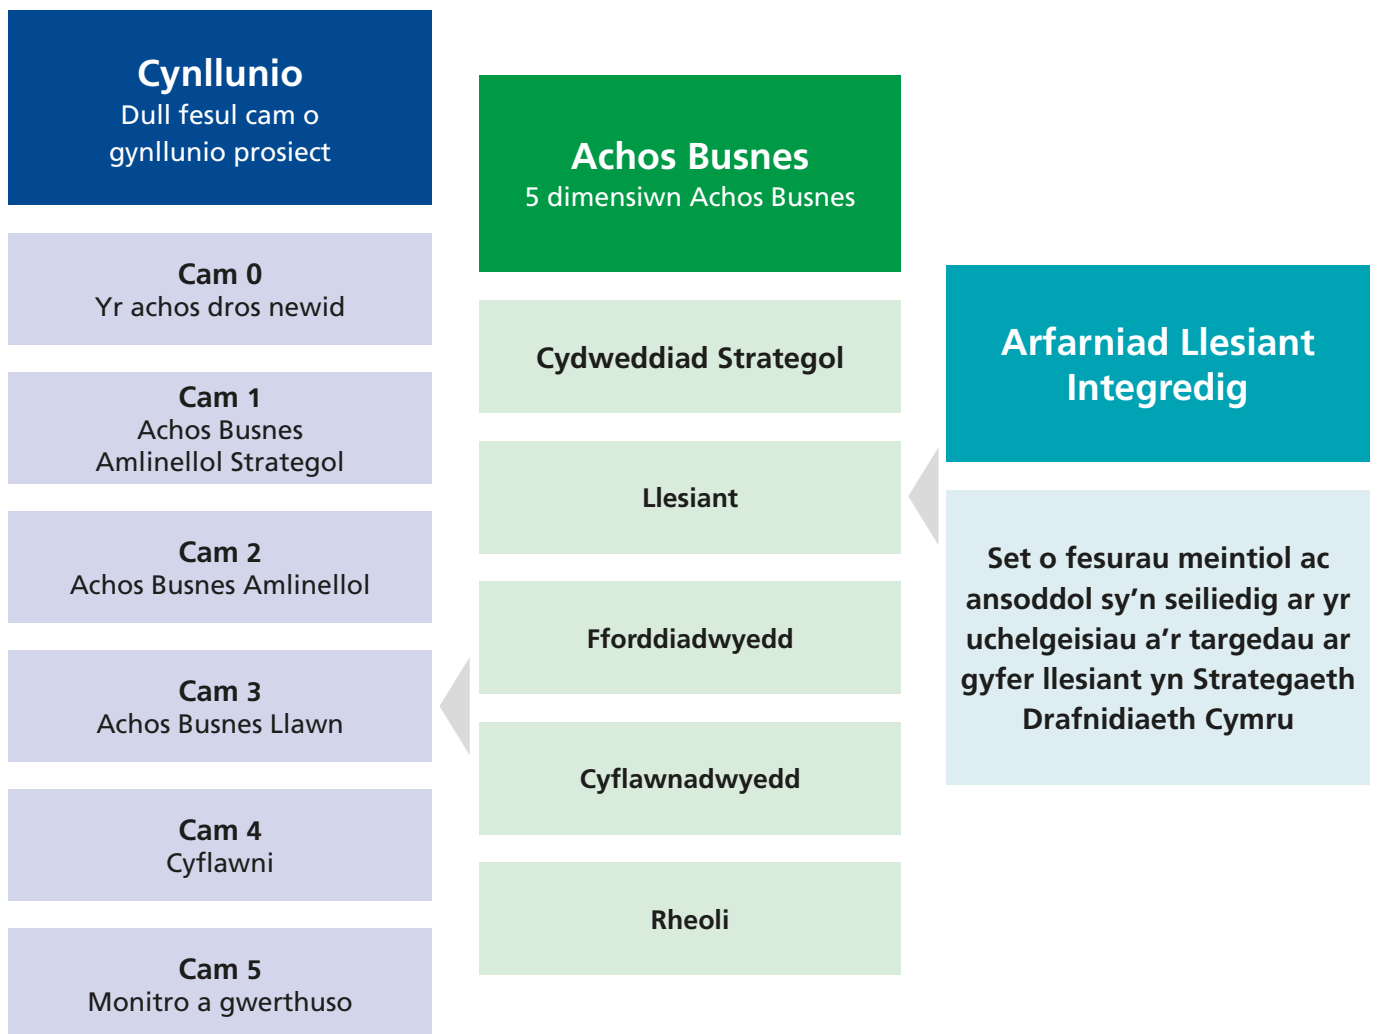 Cynllunio
Dull fesul cam o
gynllunio prosiect
Cam 0
Yr achos dros newid
Cam 1
Achos Busnes
Amlinellol Strategol
Cam 2
Achos Busnes Amlinellol
Cam 3
Achos Busnes Llawn
Cam 4
Cyflawni
Cam 5
Monitro a gwerthuso
Achos Busnes
5 dimensiwn Achos Busnes
Cydweddiad Strategol
Llesiant
Fforddiadwyedd
Cyflawnadwyedd
Rheoli
Arfarniad Llesiant
Integredig
Set o fesurau meintiol ac
ansoddol sy’n seiliedig ar yr
uchelgeisiau a’r targedau ar
gyfer llesiant yn Strategaeth
Drafnidiaeth Cymru